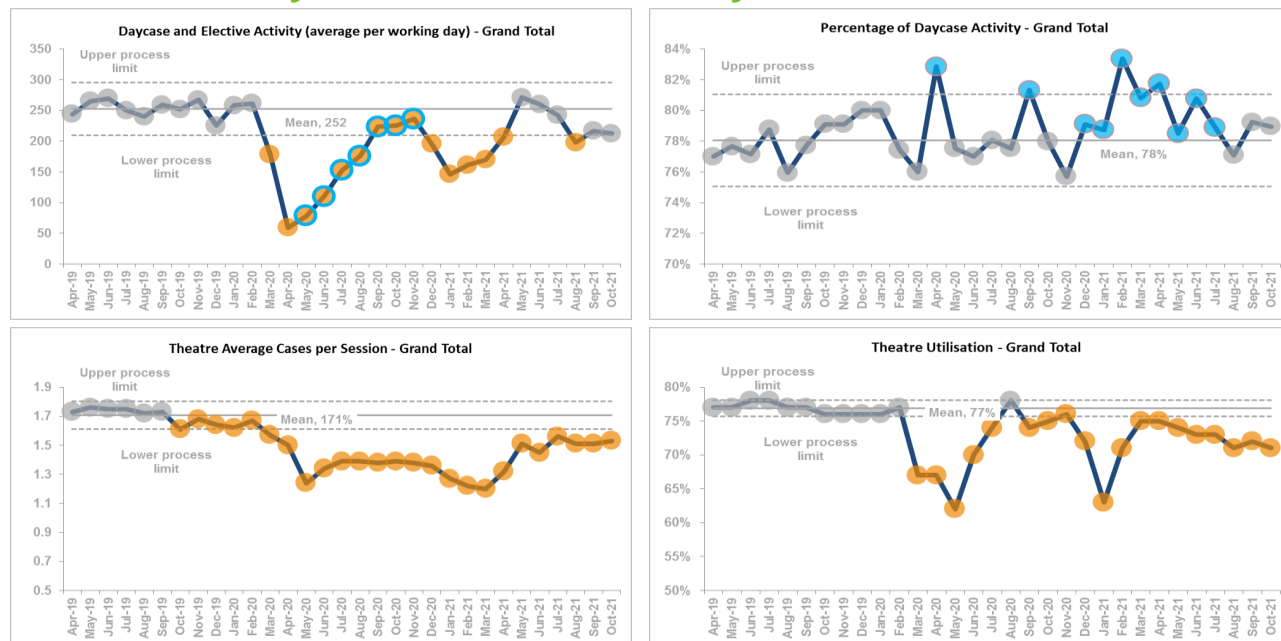 Daycase and Elective Activity (average per working day) - Grand Total
350
300
250
200
150
100
50
0
Upper process
limit
Mean, 252
Lower process
limit
Apr-19 May-19 Jun-19 Jul-19 Aug-19 Sep-19 Oct-19 Nov-19 Dec-19 Jan-20 Feb-20 Mar-20 Apr-20 May-20 Jun-20 Jul-20 Aug-20 Sep-20 Oct-20 Nov-20 Dec-20 Jan-21 Feb-21 Mar-21 Apr-21 May-21 Jun-21 Jul-21 Aug-21 Sep-21 Oct-21
Percentage of Daycase Activity - Grand Total
84%
82%
80%
78%
76%
74%
72%
70%
Upper process
limit
Mean, 78%
Lower process
limit
Apr-19 May-19 Jun-19 Jul-19 Aug-19 Sep-19 Oct-19 Nov-19 Dec-19 Jan-20 Feb-20 Mar-20 Apr-20 May-20 Jun-20 Jul-20 Aug-20 Sep-20 Oct-20 Nov-20 Dec-20 Jan-21 Feb-21 Mar-21 Apr-21 May-21 Jun-21 Jul-21 Aug-21 Sep-21 Oct-21
Theatre Average Cases per Session - Grand Total
1.9
1.7
1.5
1.3
1.1
0.9
0.7
0.5
Upper process
limit
Mean, 171%
Lower process
limit
Apr-19 May-19 Jun-19 Jul-19 Aug-19 Sep-19 Oct-19 Nov-19 Dec-19 Jan-20 Feb-20 Mar-20 Apr-20 May-20 Jun-20 Jul-20 Aug-20 Sep-20 Oct-20 Nov-20 Dec-20 Jan-21 Feb-21 Mar-21 Apr-21 May-21 Jun-21 Jul-21 Aug-21 Sep-21 Oct-21
Theatre Utilisation - Grand Total
80%
75%
70%
65%
60%
55%
50%
Upper process
limit
Mean, 77%
Lower process
limit
Apr-19 May-19 Jun-19 Jul-19 Aug-19 Sep-19 Oct-19 Nov-19 Dec-19 Jan-20 Feb-20 Mar-20 Apr-20 May-20 Jun-20 Jul-20 Aug-20 Sep-20 Oct-20 Nov-20 Dec-20 Jan-21 Feb-21 Mar-21 Apr-21 May-21 Jun-21 Jul-21 Aug-21 Sep-21 Oct-21